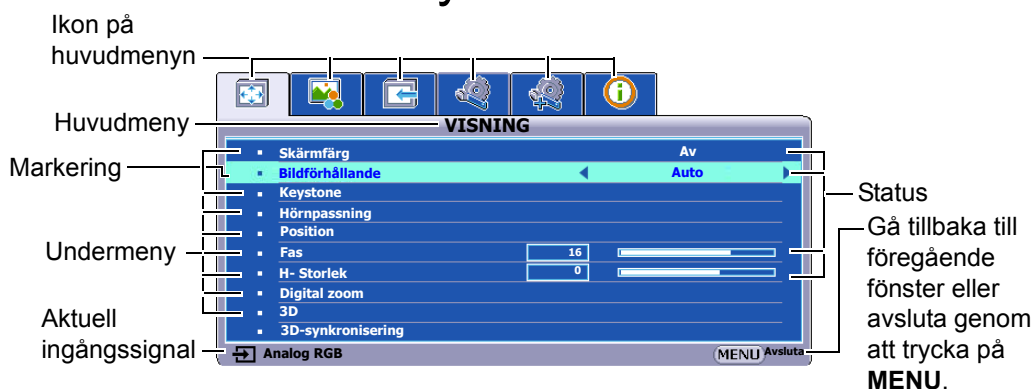 Ikon på
huvudmenyn
Huvudmeny
VISNING
Markering
Skärmfärg Av
Bildförhållande Auto
Keystone
Hörnpassning
Position
Fas 16
H- Storlek 0
Digital zoom
3D
3D-synkronisering
Undermeny
Status
Gå tillbaka till
föregående
fönster eller
avsluta genom
att trycka på
MENU.
Aktuell
ingångssignal
Analog RGB
MENU Avsluta